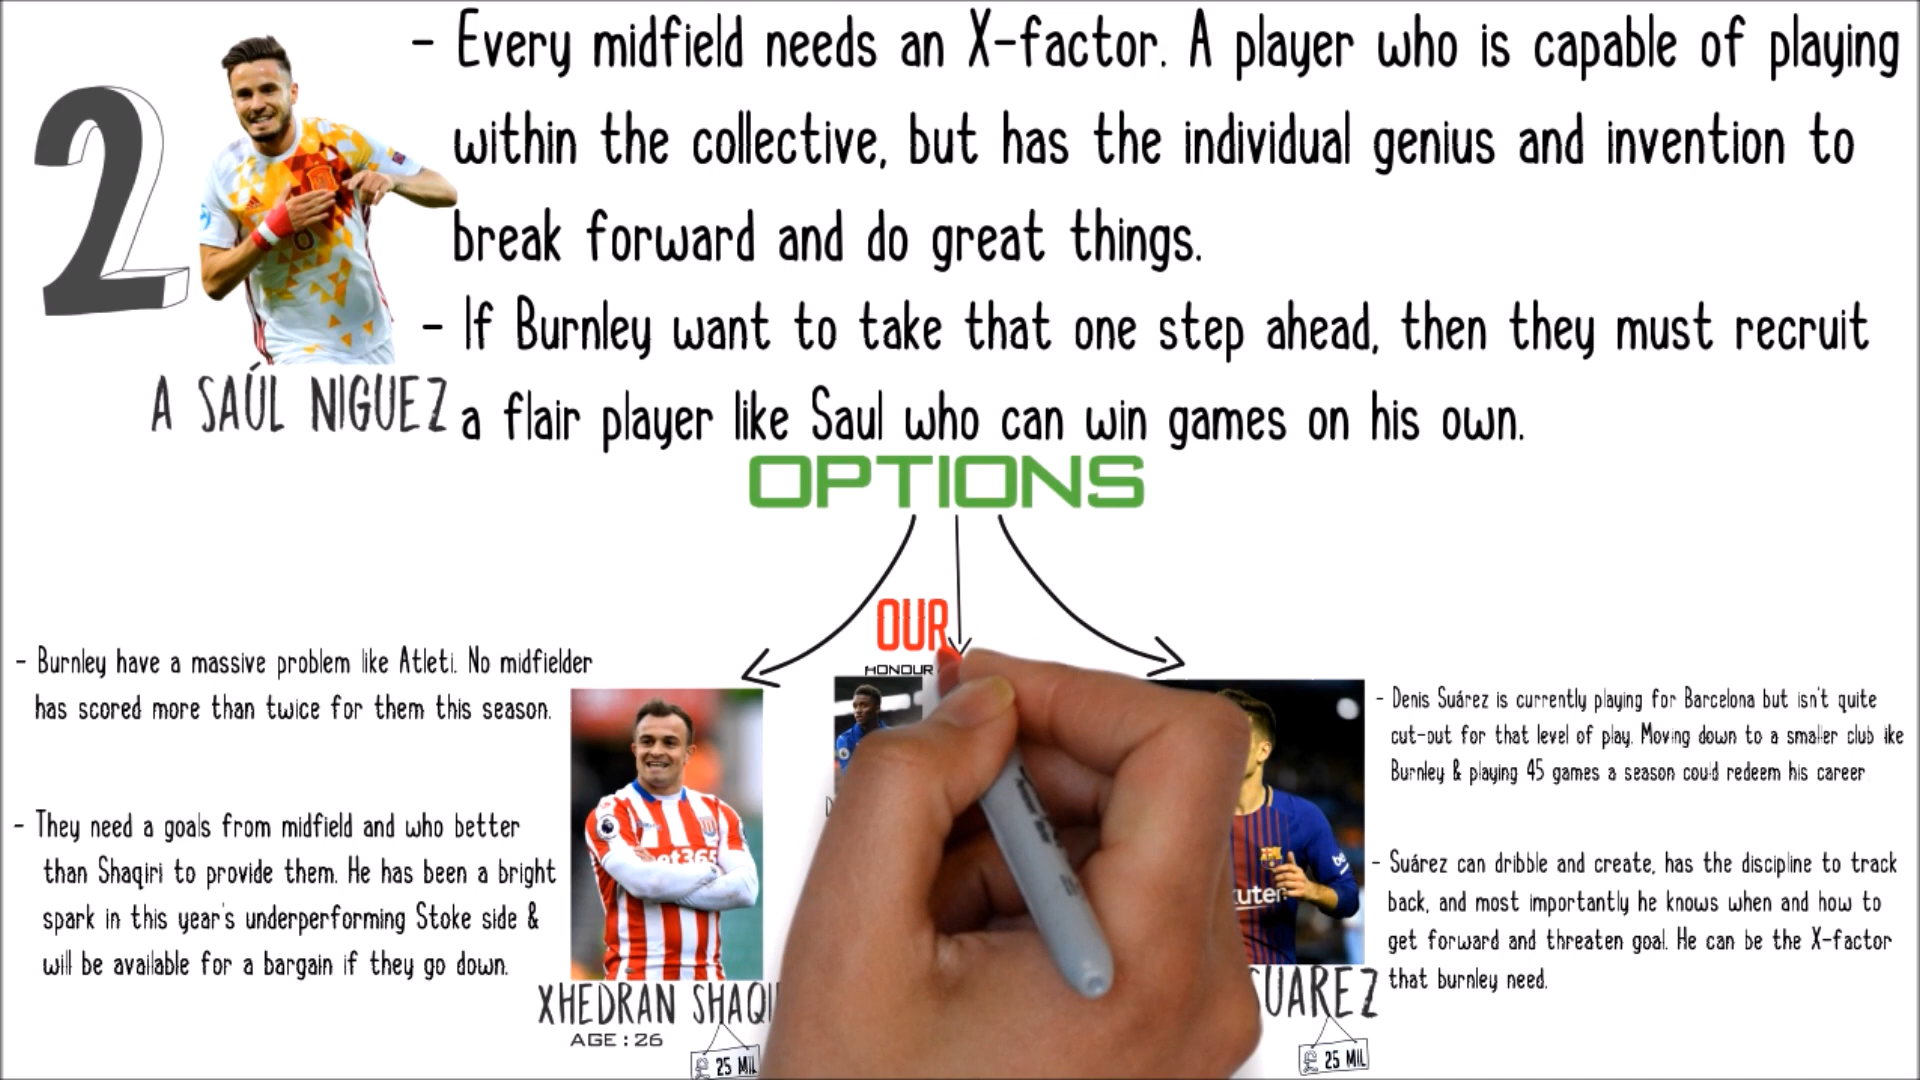 2
- Every midfield needs an X-factor. A player who is capable of playing
within the collective, but has the individual genius and invention to
break forward and do great things.
- If Burnley want to take that one step ahead, then they must recruit
a flair player like Saul who can win games on his own.
A SAÚL NIGUEZ
OPTIONS
OUR
HONOUR
- Burnley have a massive problem like Atleti. No midfielder
has scored more than twice for them this season.
- They need a goals from midfield and who better
than Shaqiri to provide them. He has been a bright
spark in this year's underperforming Stoke side &
will be available for a bargain if they go down.
bet365
XHEDRAN SHAQI
AGE : 26
£ 25 MIL
- Denis Suárez is currently playing for Barcelona but isn't quite
cut-out for that level of play. Moving down to a smaller club like
Burnley & playing 45 games a season could redeem his career
- Suárez can dribble and create, has the discipline to track
back, and most importantly he knows when and how to
get forward and threaten goal. He can be the X-factor
that burnley need.
SUAREZ
£ 25 MIL